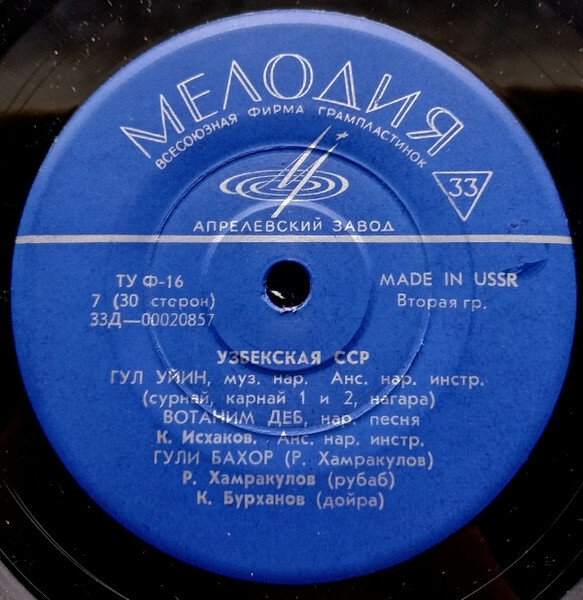 МЕЛОДИЯ
ВСЕСОЮЗНАЯ ФИРМА ГРАМПЛАСТИНОК
33
АПРЕЛЕВСКИЙ ЗАВОД
ТУ Ф-16
MADE IN USSR
7 (30 сторон)
Вторая гр.
33Д—00020857
УЗБЕКСКАЯ ССР
ГУЛ УЙИН, муз. нар. Анс. нар. инстр.
(сурнай, карнай 1 и 2, нагара)
ВОТАНИМ ДЕБ, нар. песня
К. Исхаков. Анс. нар. инстр.
ГУЛИ БАХОР (Р. Хамракулов)
Р. Хамракулов (рубаб)
К. Бурханов (дойра)